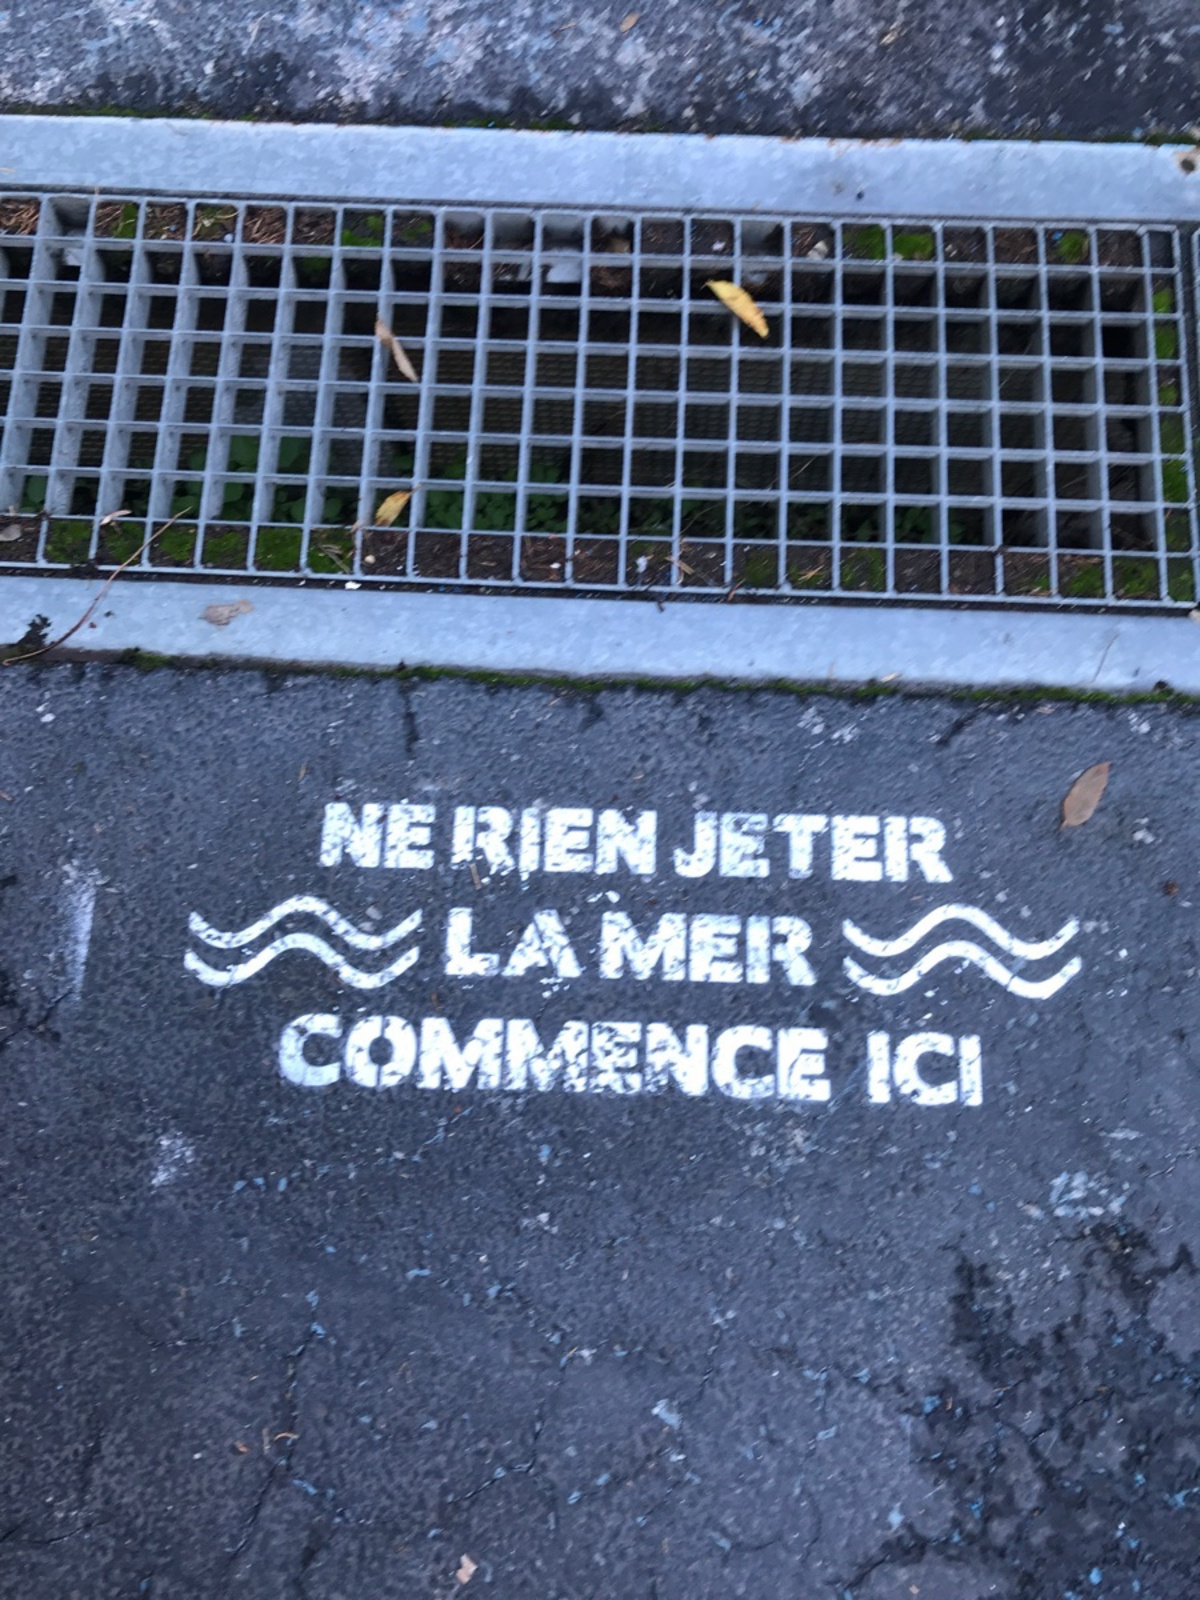 NE RIEN JETER
LA MER
COMMENCE ICI